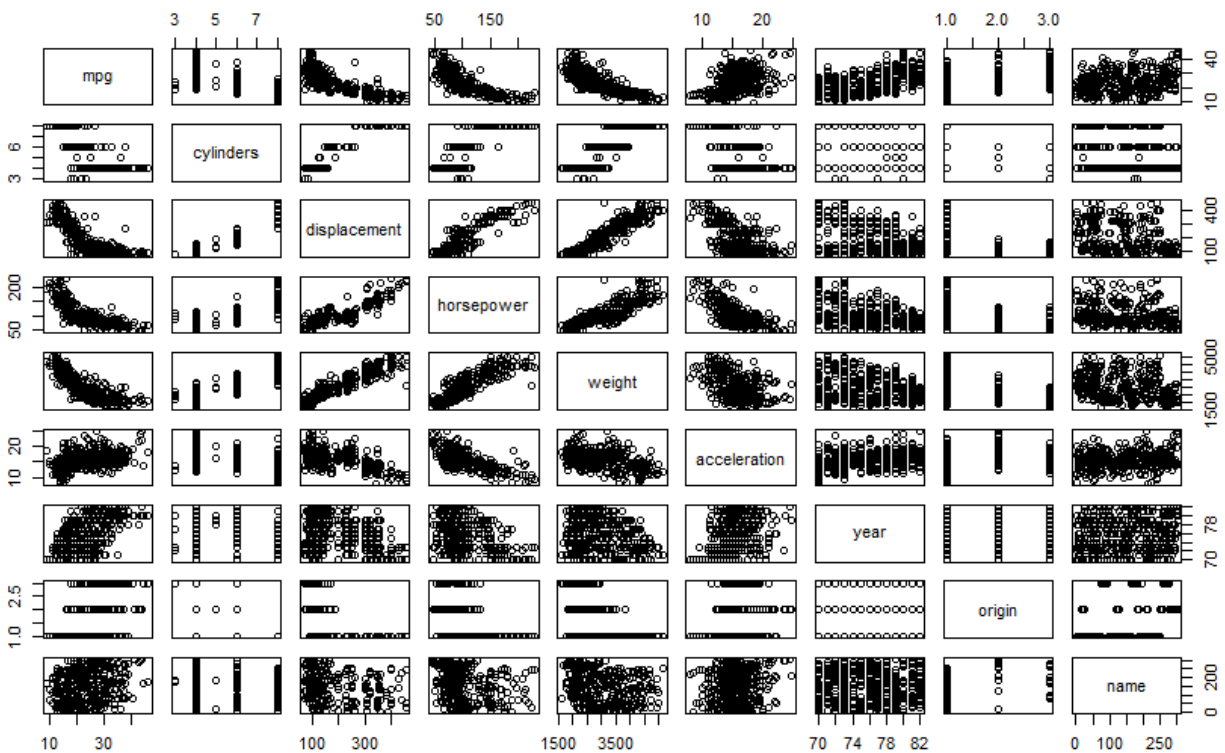 3 5 7 50 150 10 20 1.0 2.0 3.0
mpg 10 40
3 6 cylinders
displacement 100 400
50 200 horsepower
weight 1500 5000
10 20 acceleration
year 70 78
1.0 2.5 origin
name 0 200
10 30 100 300 1500 3500 70 74 78 82 0 100 250